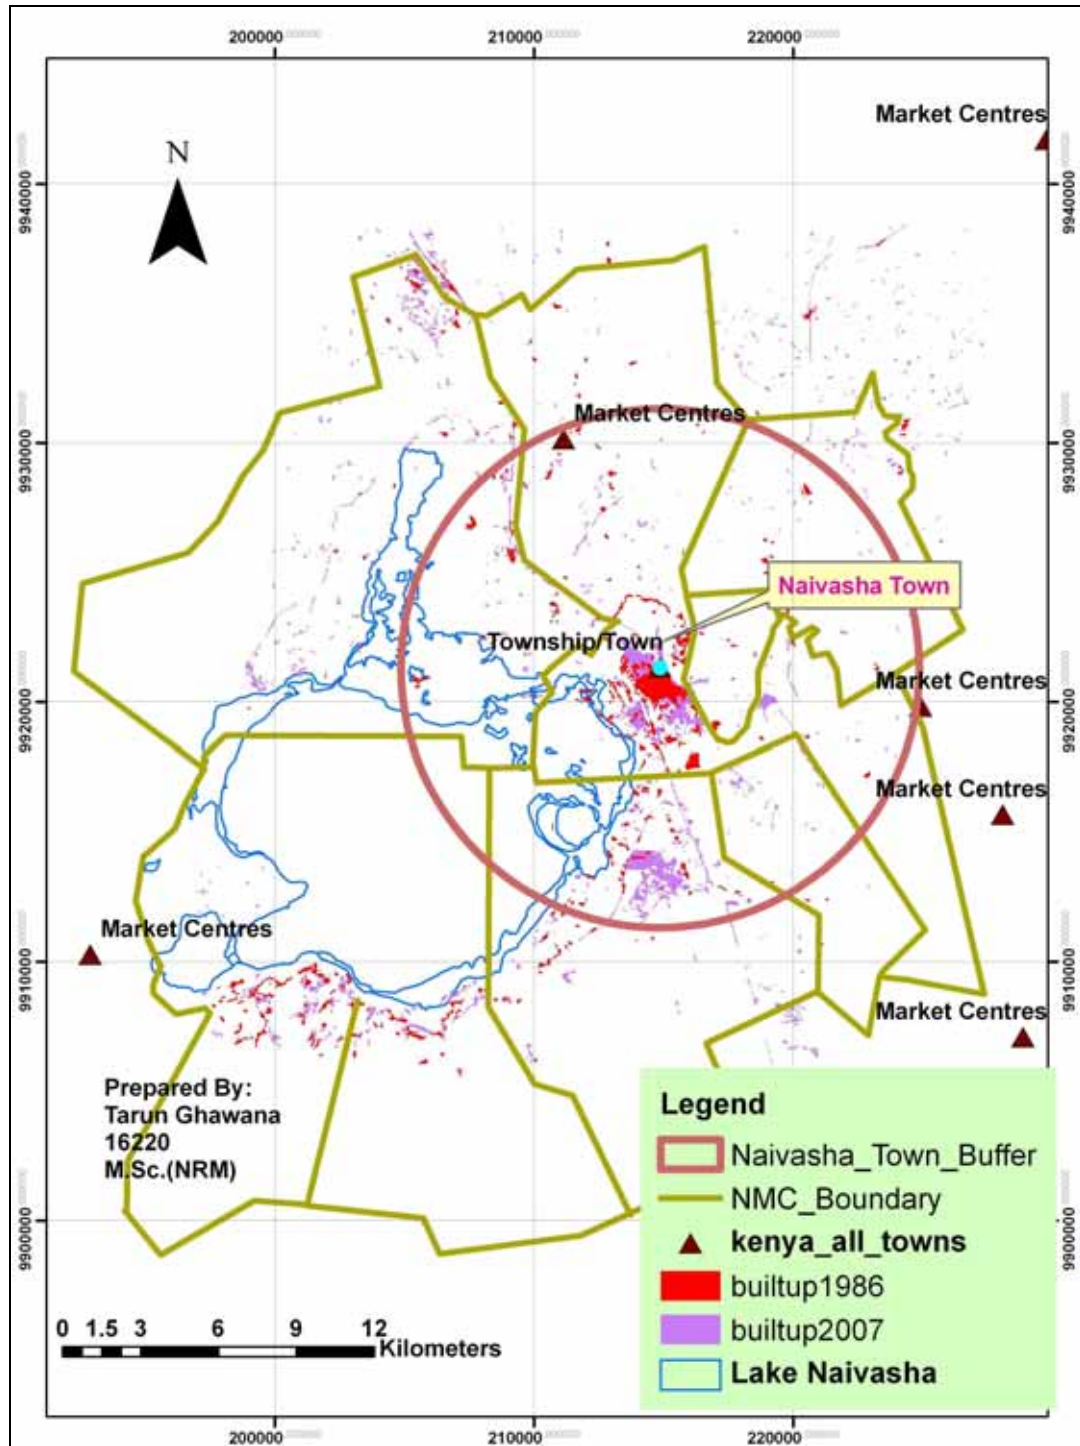 200000
210000
220000
Market Centres
N
9940000
9940000
Market Centres
9930000
9930000
Naivasha Town
Township/Town
Market Centres
9920000
9920000
Market Centres
Market Centres
9910000
9910000
Market Centres
Prepared By:
Tarun Ghawana
16220
M.Sc.(NRM)
Legend
Naivasha_Town_Buffer
NMC_Boundary
kenya_all_towns
builtup1986
builtup2007
Lake Naivasha
9900000
9900000
0 1.5 3 6 9 12
Kilometers
200000
210000
220000